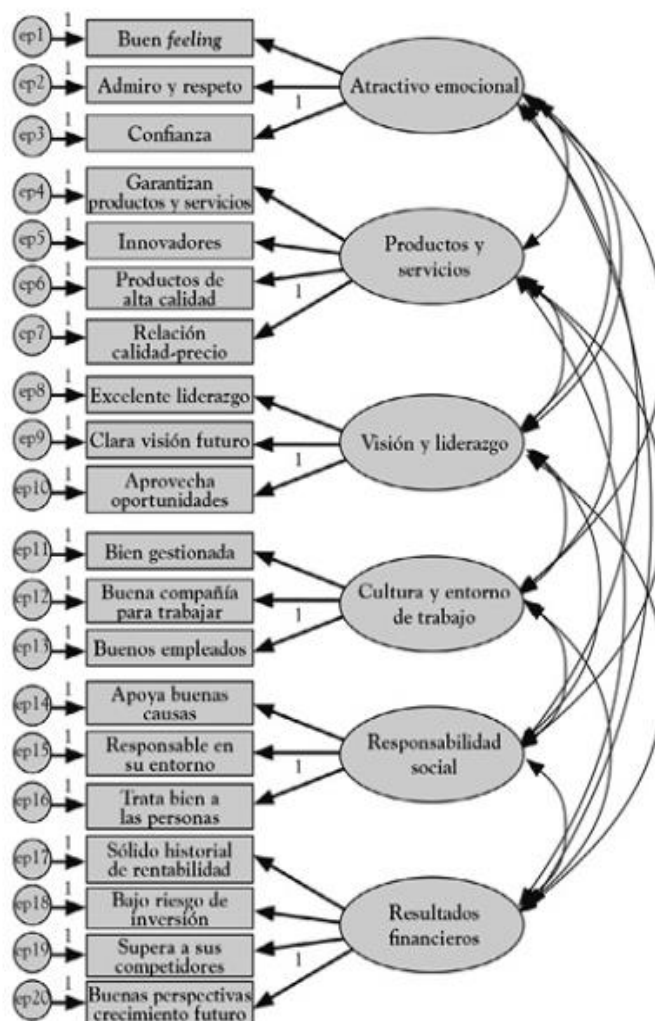 1
ep1
Buen feeling
1
ep2
Admiro y respeto
1
ep3
Confianza
1
Atractivo emocional
1
ep4
Garantizan
productos y servicios
1
ep5
Innovadores
1
ep6
Productos de
alta calidad
1
ep7
Relación
calidad-precio
1
Productos y
servicios
1
ep8
Excelente liderazgo
1
ep9
Clara visión futuro
1
ep10
Aprovecha
oportunidades
1
Visión y liderazgo
1
ep11
Bien gestionada
1
ep12
Buena compañía
para trabajar
1
ep13
Buenos empleados
1
Cultura y entorno
de trabajo
1
ep14
Apoya buenas
causas
1
ep15
Responsable en
su entorno
1
ep16
Trata bien a
las personas
1
Responsabilidad
social
1
ep17
Sólido historial
de rentabilidad
1
ep18
Bajo riesgo de
inversión
1
ep19
Supera a sus
competidores
1
ep20
Buenas perspectivas
crecimiento futuro
1
Resultados
financieros